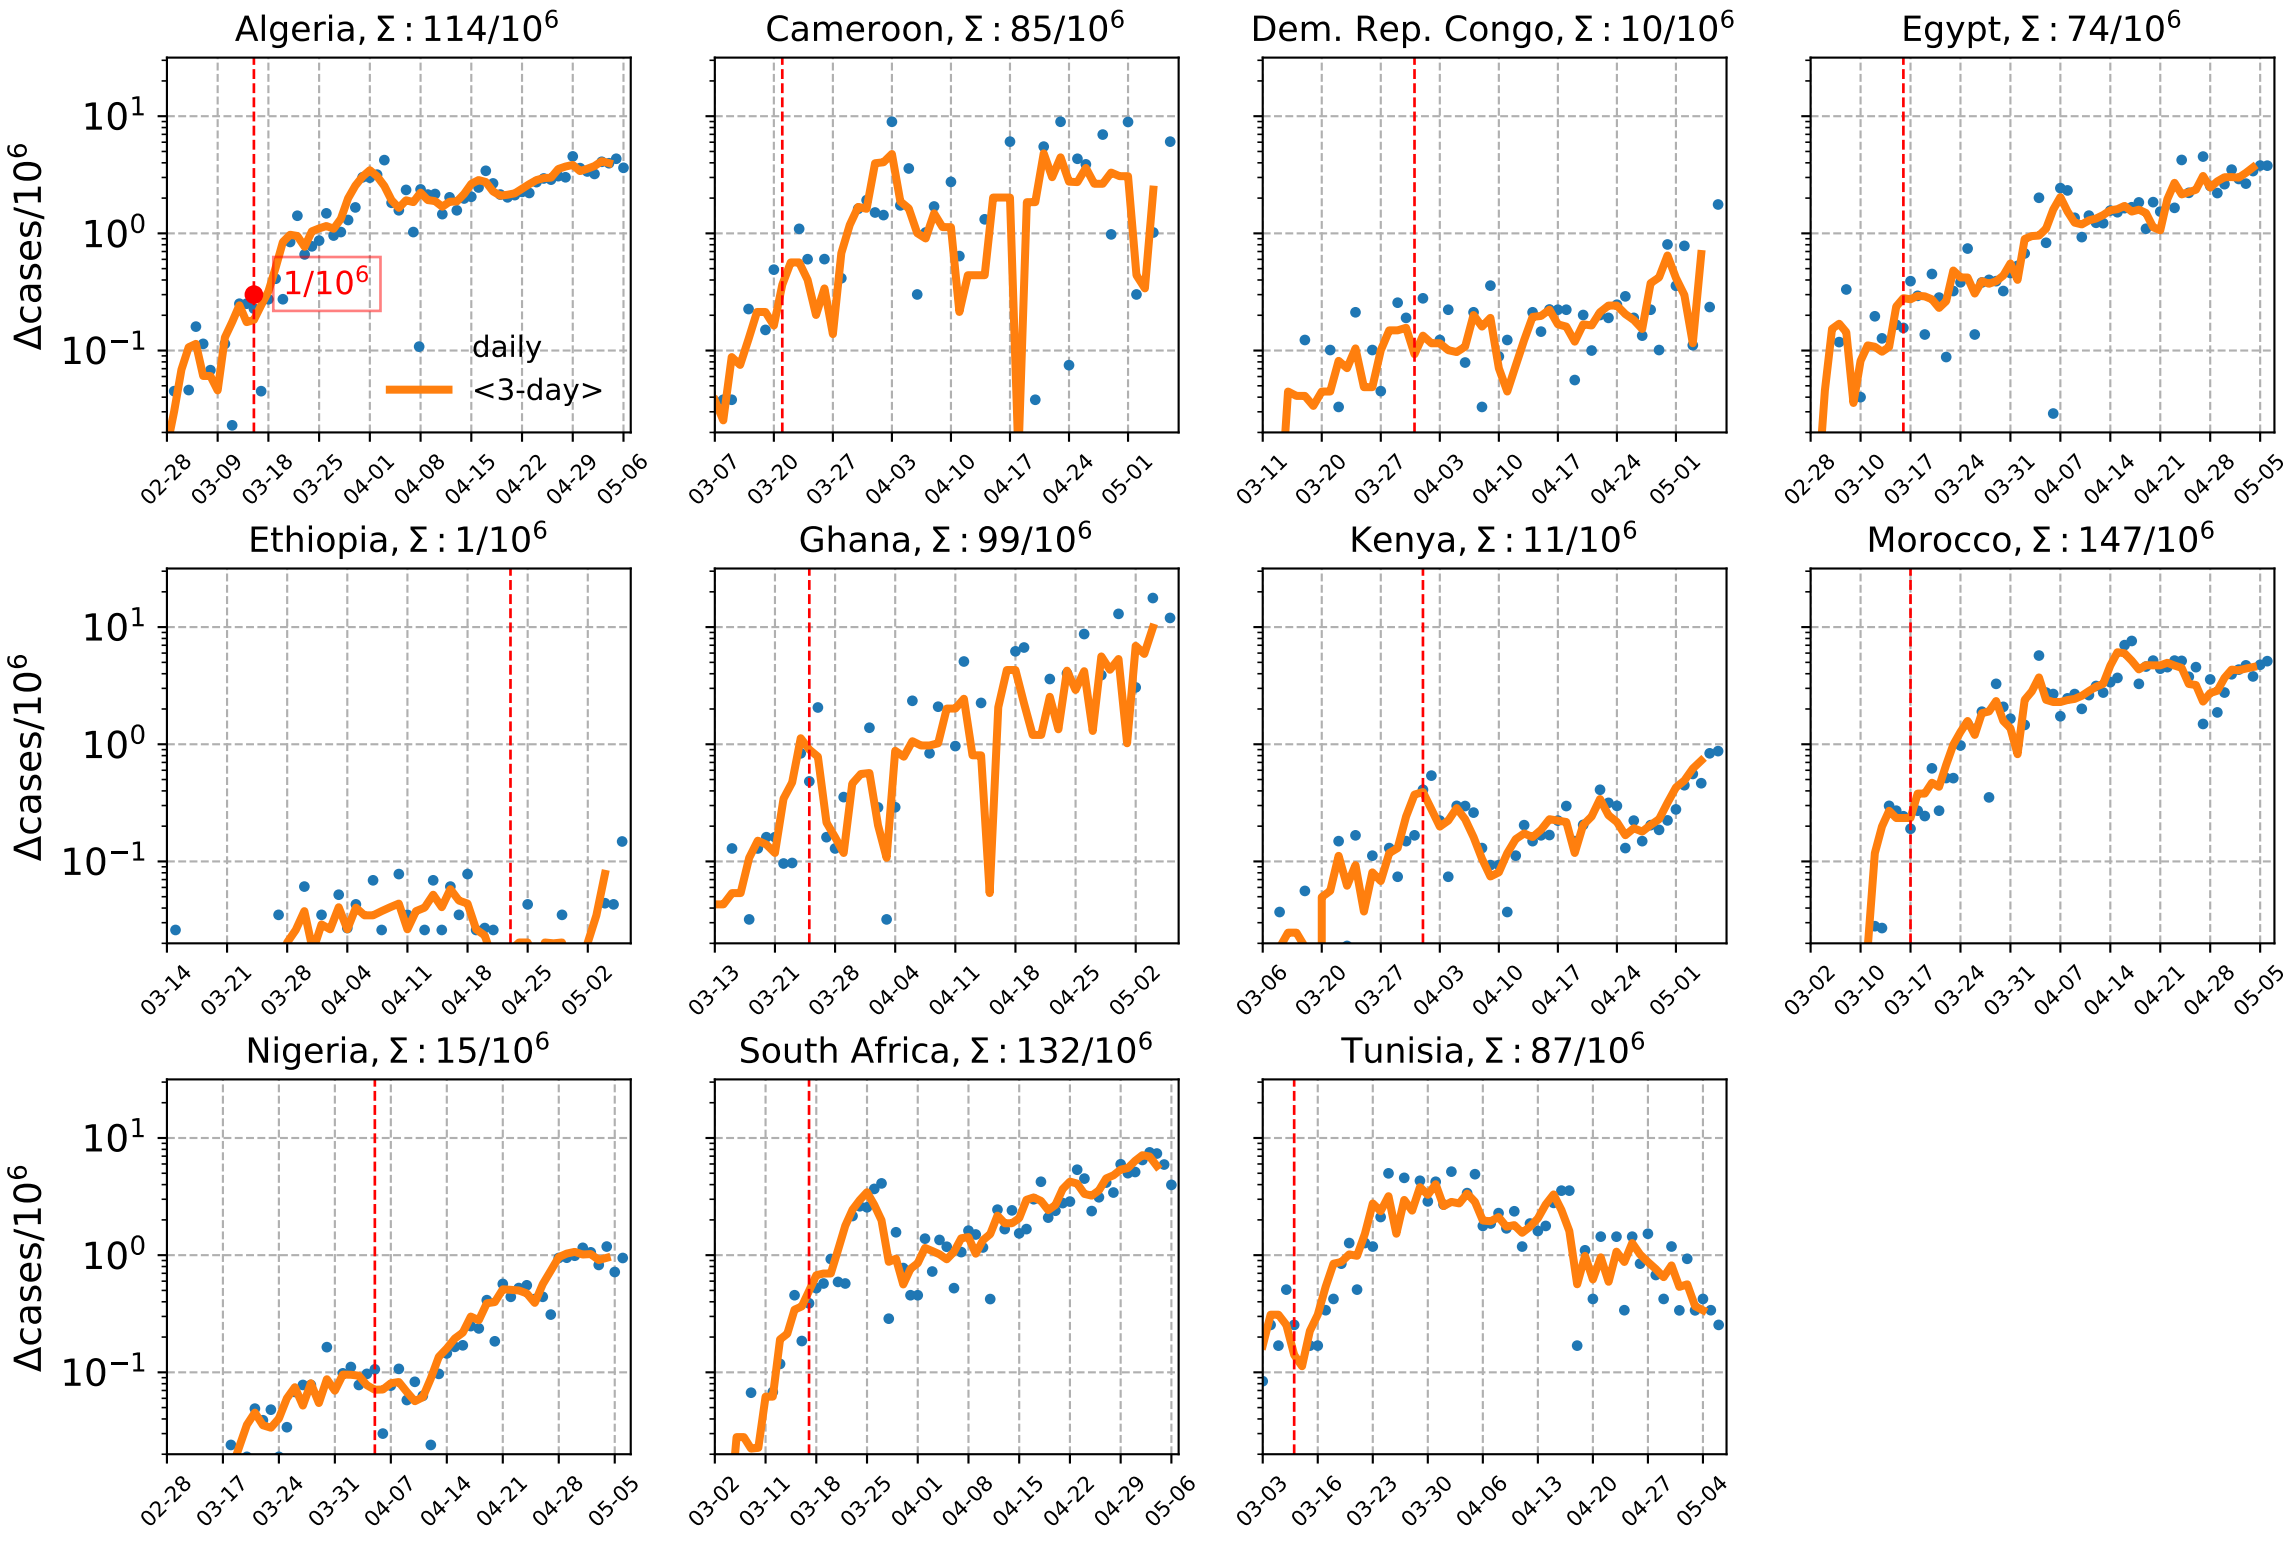 Algeria, Σ : 114/10⁶
Cameroon, Σ : 85/10⁶
Dem. Rep. Congo, Σ : 10/10⁶
Egypt, Σ : 74/10⁶
Δcases/10⁶
10¹
10⁰
10⁻¹
1/10⁶
daily
<3-day>
02-28 03-09 03-18 03-25 04-01 04-08 04-15 04-22 04-29 05-06
03-07 03-20 03-27 04-03 04-10 04-17 04-24 05-01
03-11 03-20 03-27 04-03 04-10 04-17 04-24 05-01
02-28 03-10 03-17 03-24 03-31 04-07 04-14 04-21 04-28 05-05
Ethiopia, Σ : 1/10⁶
Ghana, Σ : 99/10⁶
Kenya, Σ : 11/10⁶
Morocco, Σ : 147/10⁶
Δcases/10⁶
10¹
10⁰
10⁻¹
03-14 03-21 03-28 04-04 04-11 04-18 04-25 05-02
03-13 03-21 03-28 04-04 04-11 04-18 04-25 05-02
03-06 03-20 03-27 04-03 04-10 04-17 04-24 05-01
03-02 03-10 03-17 03-24 03-31 04-07 04-14 04-21 04-28 05-05
Nigeria, Σ : 15/10⁶
South Africa, Σ : 132/10⁶
Tunisia, Σ : 87/10⁶
Δcases/10⁶
10¹
10⁰
10⁻¹
02-28 03-17 03-24 03-31 04-07 04-14 04-21 04-28 05-05
03-02 03-11 03-18 03-25 04-01 04-08 04-15 04-22 04-29 05-06
03-03 03-16 03-23 03-30 04-06 04-13 04-20 04-27 05-04